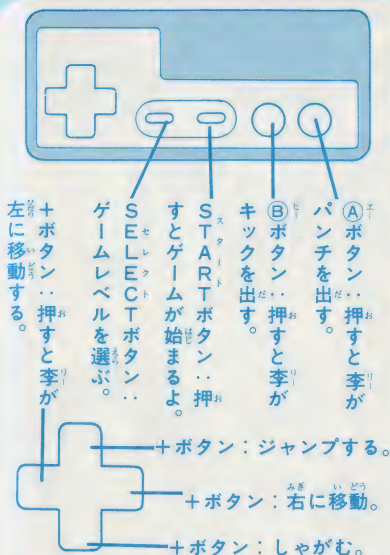 Ⓐボタン：押すと李が
パンチを出す。
Ⓑボタン：押すと李が
キックを出す。
STARTボタン：押
すとゲームが始まるよ。
SELECTボタン：
ゲームレベルを選ぶ。
＋ボタン：押すと李が
左に移動する。
＋ボタン：ジャンプする。
＋ボタン：右に移動。
＋ボタン：しゃがむ。